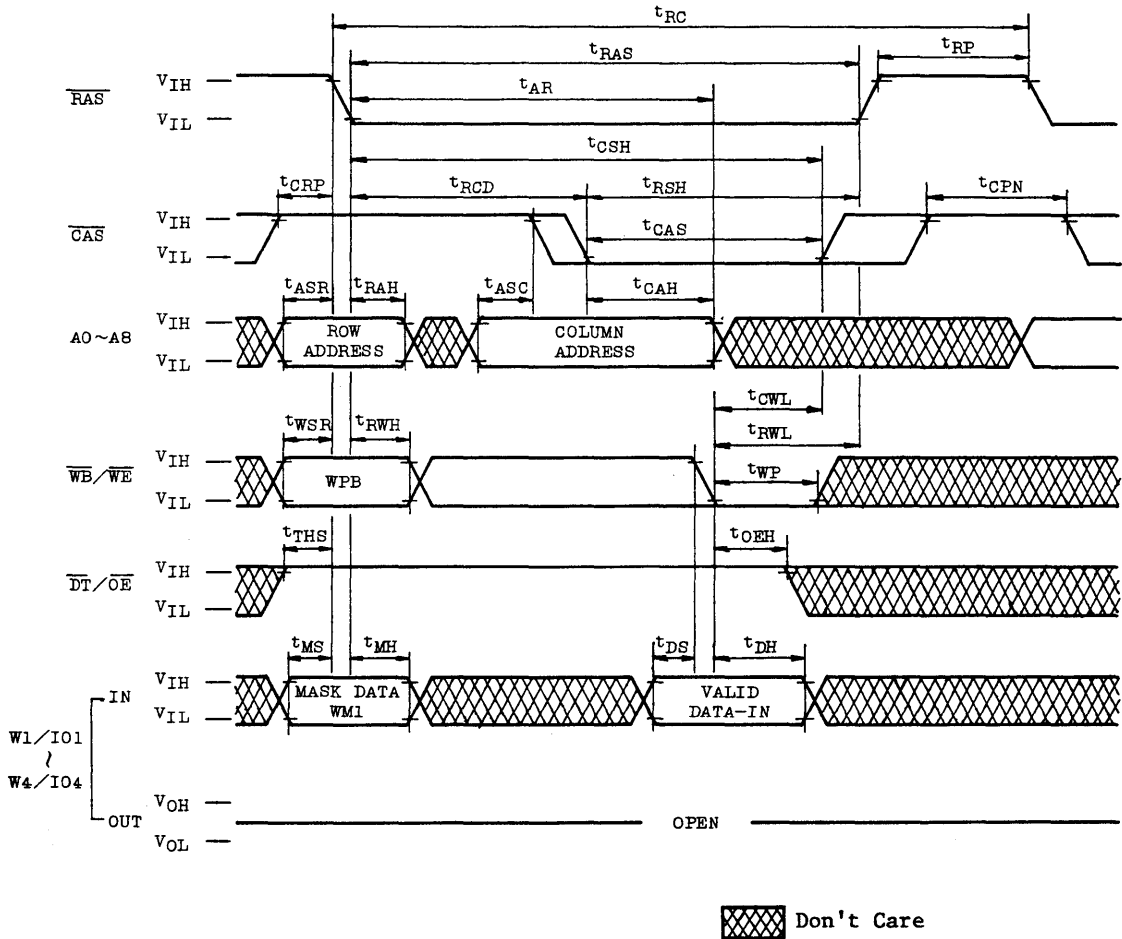 tRC
tRP
tRAS
tAR
RAS
VIH
VIL
tCSH
tCRP
tRCD
tRSH
tCPN
CAS
VIH
VIL
tCAS
tASR
tRAH
tASC
tCAH
A0~A8
VIH
VIL
ROW
ADDRESS
COLUMN
ADDRESS
tCWL
tRWL
tWSR
tRWH
tWP
WB/WE
VIH
VIL
WPB
tTHS
tOEH
DT/OE
VIH
VIL
tMS
tMH
tDS
tDH
IN
VIH
VIL
MASK DATA
WM1
VALID
DATA-IN
W1/IO1
~
W4/IO4
OUT
VOH
VOL
OPEN
Don't Care